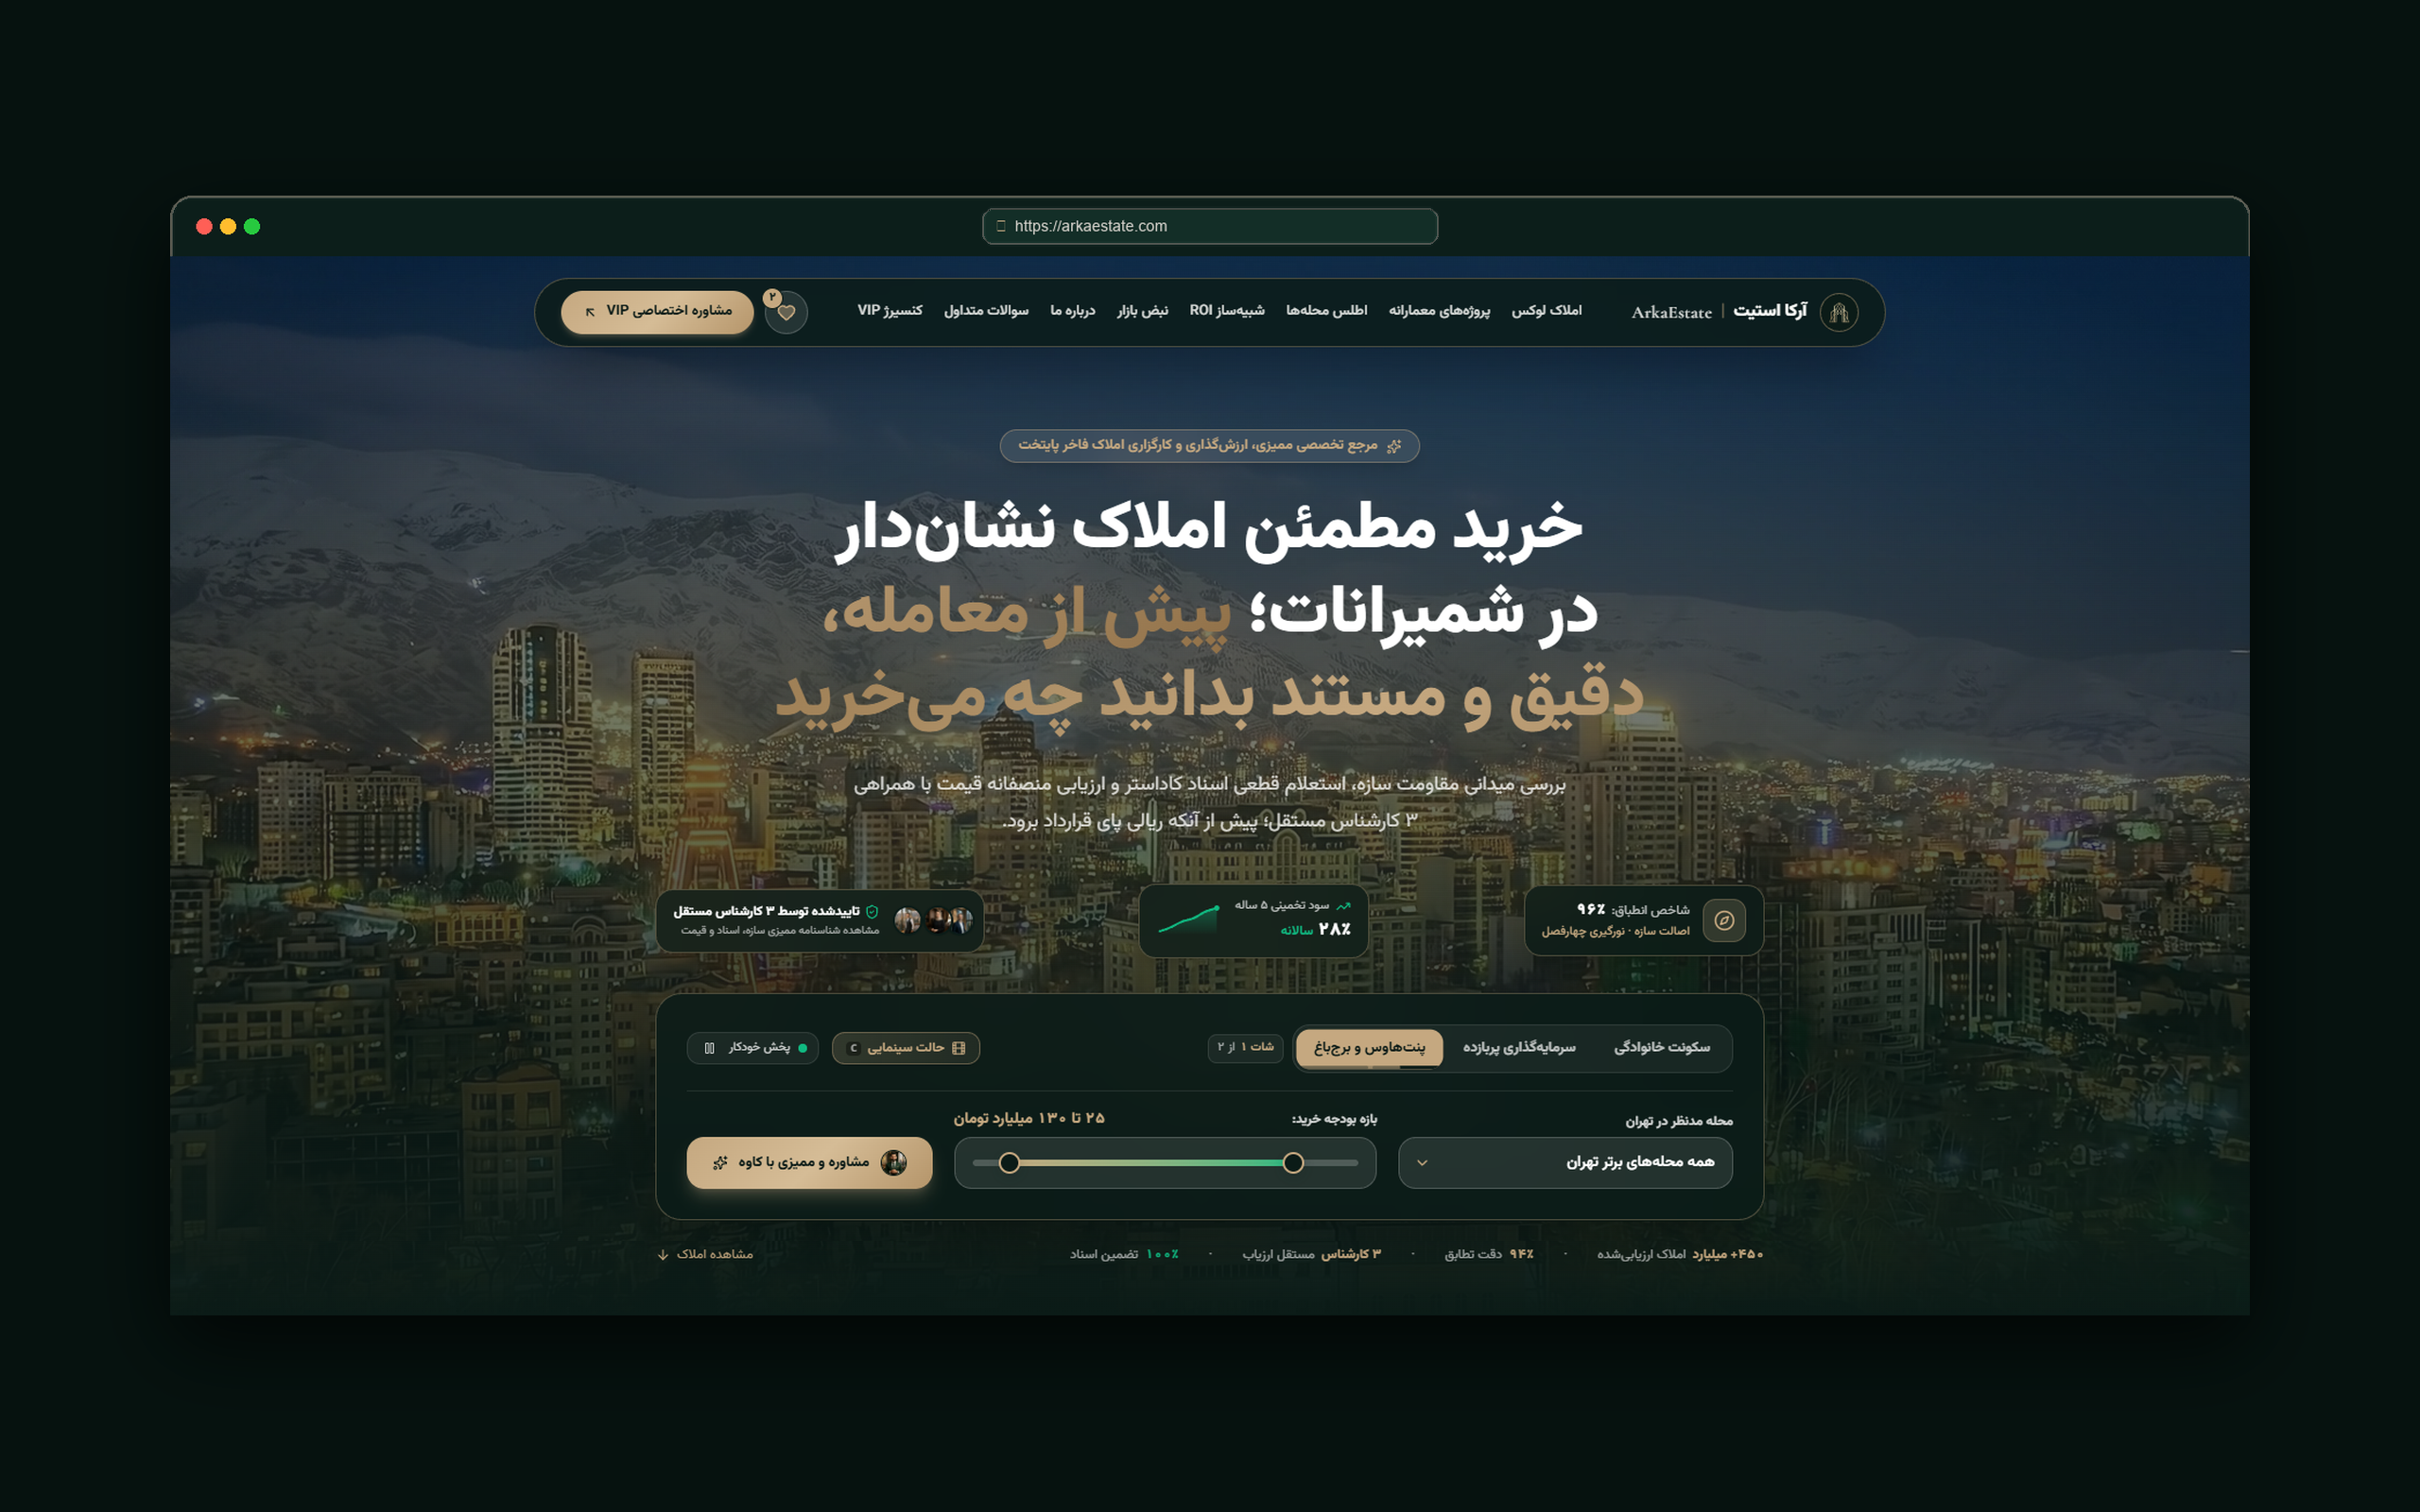 https://arkaestate.com
آرکا استیت | ArkaEstate
املاک لوکس
پروژه‌های معمارانه
اطلس محله‌ها
شبیه‌ساز ROI
نبض بازار
درباره ما
سوالات متداول
کنسیرژ VIP
۲
مشاوره اختصاصی VIP
مرجع تخصصی ممیزی، ارزش‌گذاری و کارگزاری املاک فاخر پایتخت
خرید مطمئن املاک نشان‌دار
در شمیرانات؛ پیش از معامله،
دقیق و مستند بدانید چه می‌خرید
بررسی میدانی مقاومت سازه، استعلام قطعی اسناد کاداستر و ارزیابی منصفانه قیمت با همراهی
۳ کارشناس مستقل؛ پیش از آنکه ریالی پای قرارداد برود.
شاخص انطباق: ۹۶٪
اصالت سازه · نورگیری چهارفصل
سود تخمینی ۵ ساله
۲۸٪ سالانه
تاییدشده توسط ۳ کارشناس مستقل
مشاهده شناسنامه ممیزی سازه، اسناد و قیمت
سکونت خانوادگی
سرمایه‌گذاری پربازده
پنت‌هاوس و برج‌باغ
شات ۱ از ۲
حالت سینمایی C
پخش خودکار
محله مدنظر در تهران
همه محله‌های برتر تهران
بازه بودجه خرید:
۲۵ تا ۱۳۰ میلیارد تومان
مشاوره و ممیزی با کاوه
۴۵۰+ میلیارد املاک ارزیابی‌شده · ۹۴٪ دقت تطابق · ۳ کارشناس مستقل ارزیاب · ۱۰۰٪ تضمین اسناد
مشاهده املاک